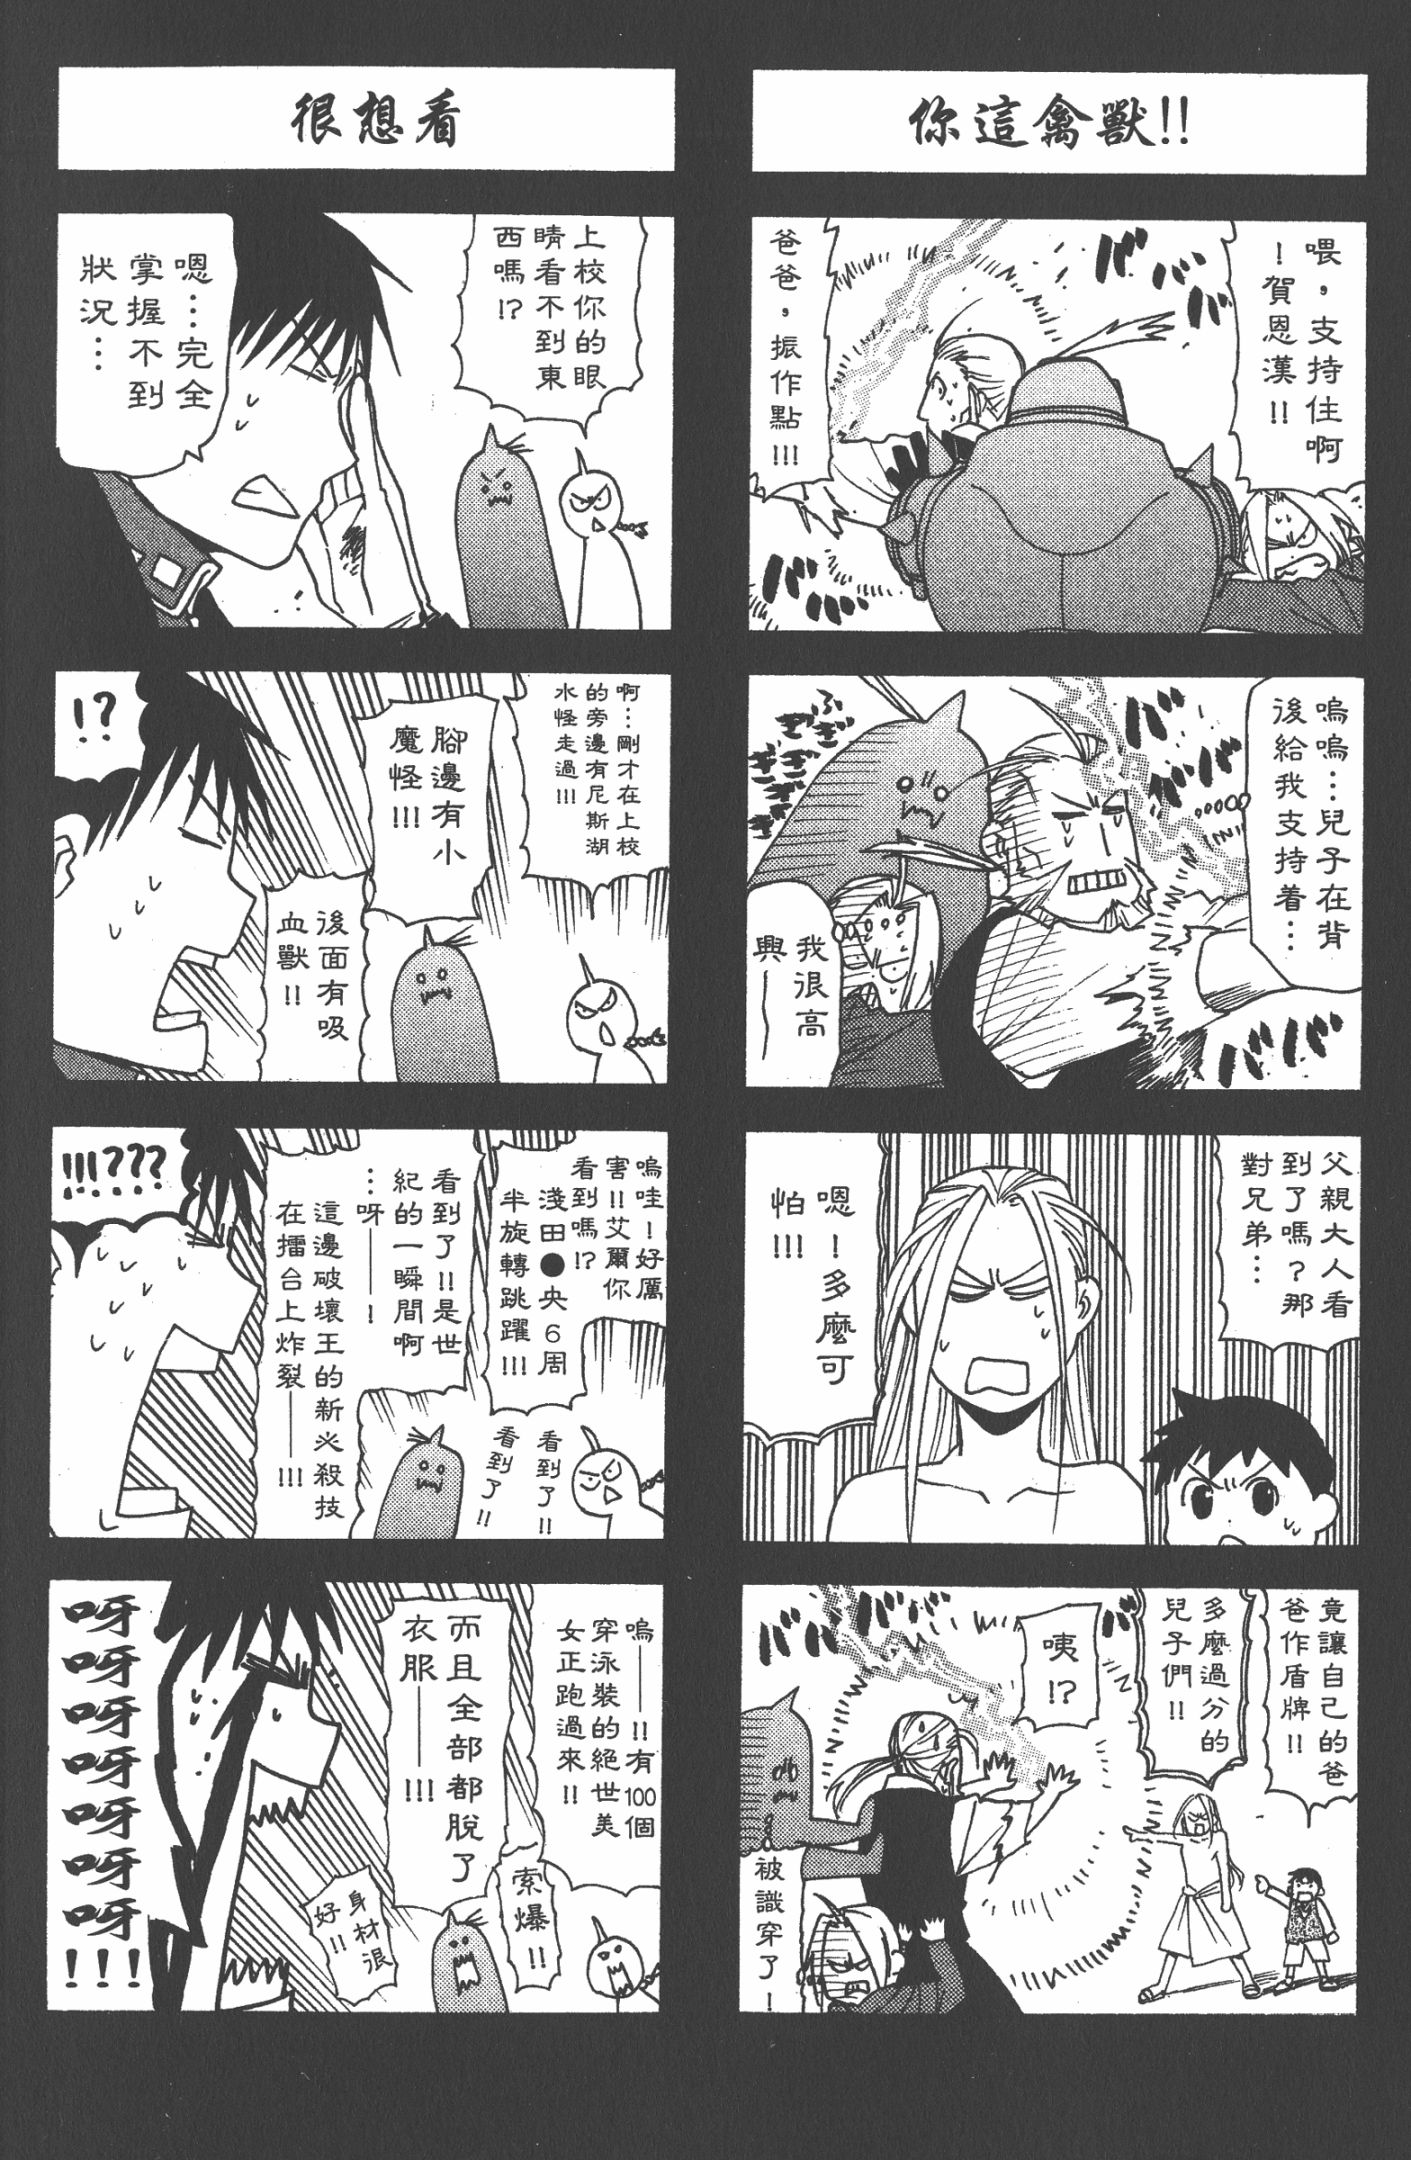 你這禽獸!!
喂，支持住啊
！賀恩漢!!
爸爸，振作點!!!
嗚嗚…兒子在背
後給我支持着…
我很高
興—
父親大人看
到了嗎？那
對兄弟…
嗯！多麼可
怕!!!
竟讓自己的爸
爸作盾牌!!
多麼過分的
兒子們!!
咦!?
被識穿了！
很想看
上校你的眼
睛看不到東
西嗎!?
嗯…完全
掌握不到
狀況…
啊…剛才在上校
的旁邊有尼斯湖
水怪走過!!!
腳邊有小
魔怪!!!
後面有吸
血獸!!
!?
嗚哇！好厲
害!!艾爾你
看到嗎!?
淺田●央6周
半旋轉跳躍!!!
看到了!!是世
紀的一瞬間啊
…呀——！
這邊破壞王的新必殺技
在擂台上炸裂——!!!
看到了!!
看到了!!
!!!???
嗚——!!有100個
穿泳裝的絕世美
女正跑過來!!
而且全部都脫了
衣服——!!!
索爆!!
身材很
好!!
呀呀呀呀呀呀呀!!!